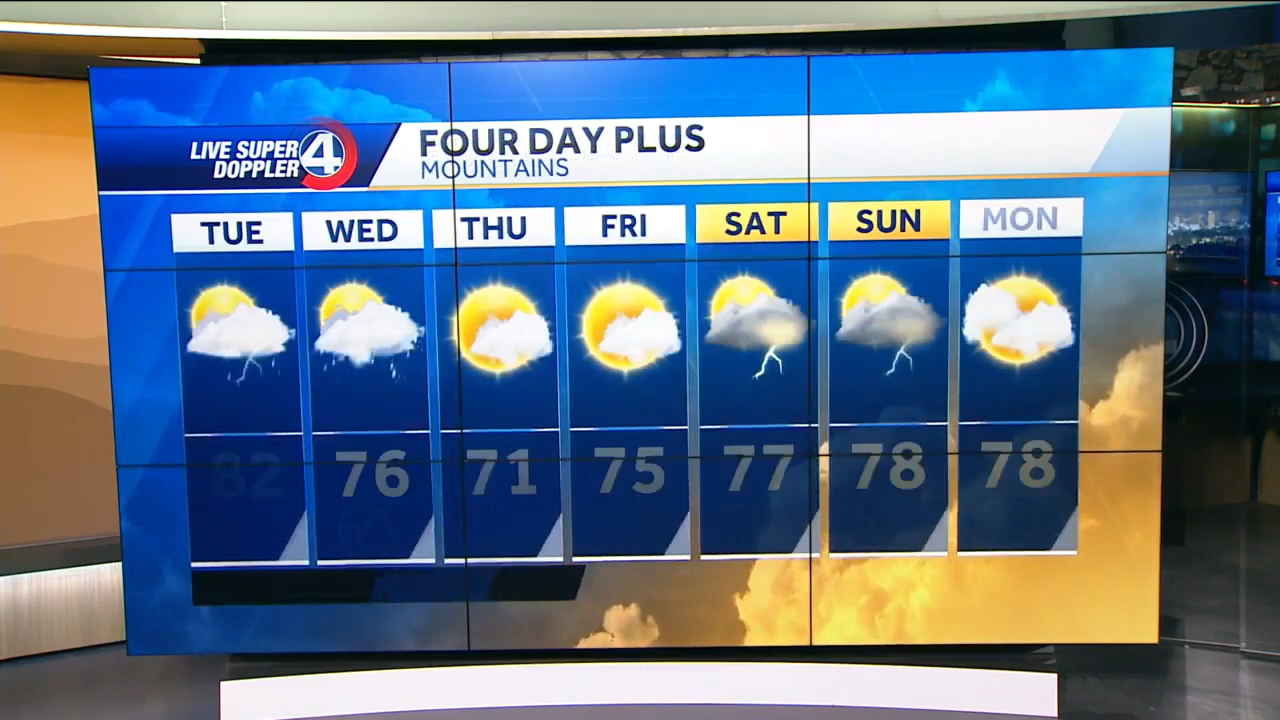 LIVE SUPER
DOPPLER 4
FOUR DAY PLUS
MOUNTAINS
TUE WED THU FRI SAT SUN MON
82 76 71 75 77 78 78